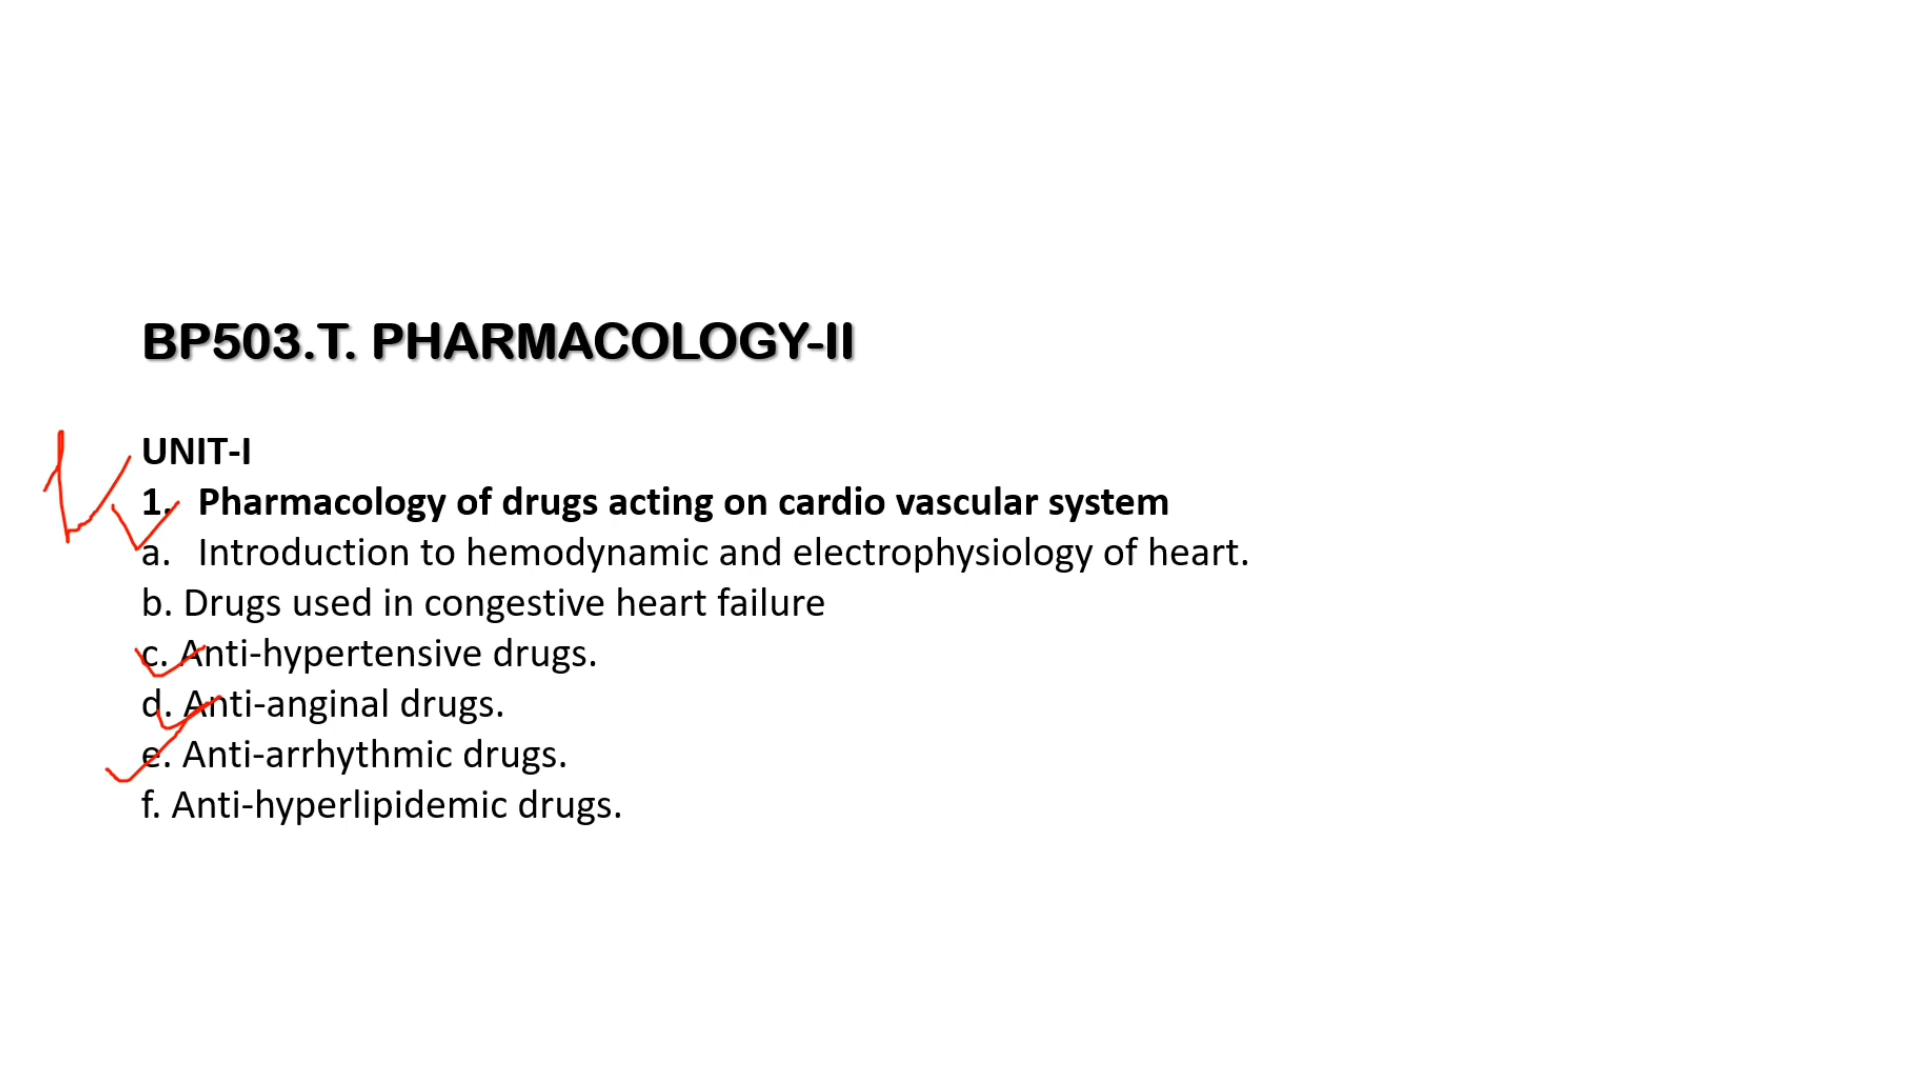 BP503.T. PHARMACOLOGY-II
UNIT-I
1. Pharmacology of drugs acting on cardio vascular system
a. Introduction to hemodynamic and electrophysiology of heart.
b. Drugs used in congestive heart failure
c. Anti-hypertensive drugs.
d. Anti-anginal drugs.
e. Anti-arrhythmic drugs.
f. Anti-hyperlipidemic drugs.